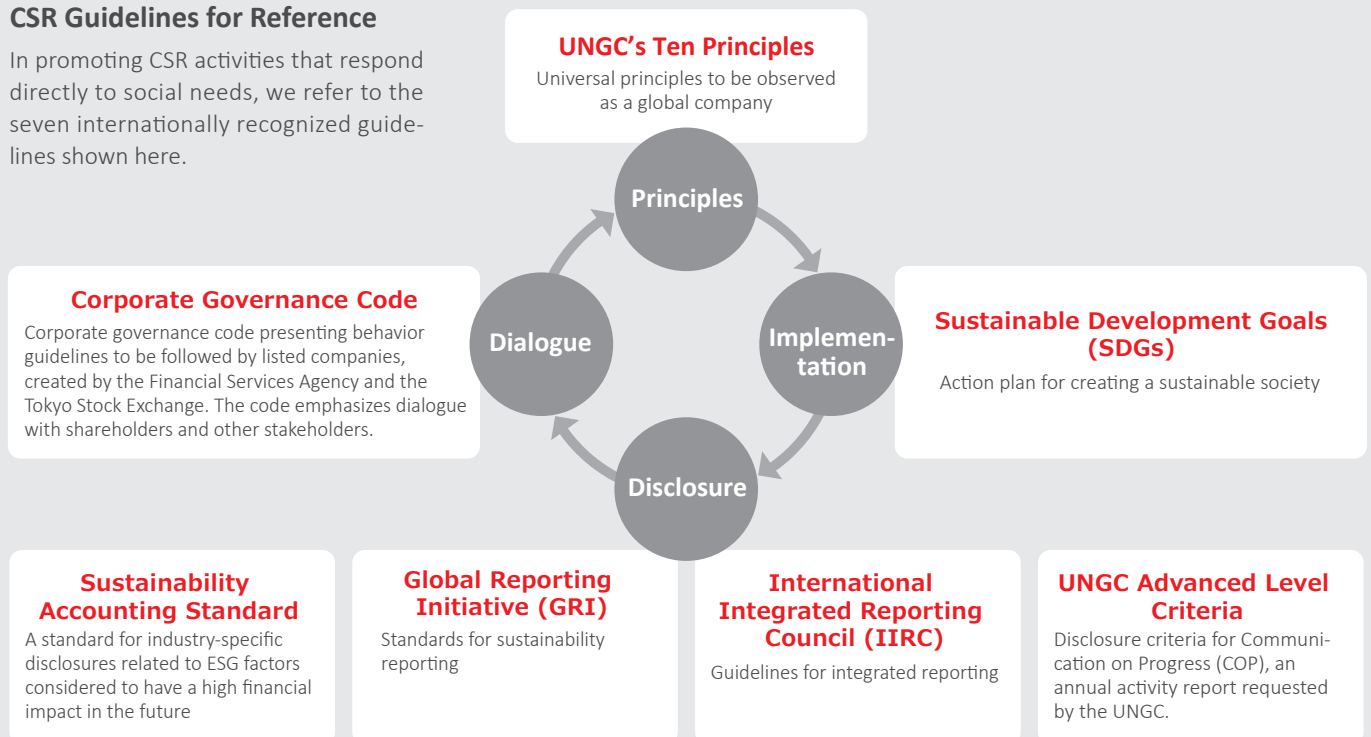 CSR Guidelines for Reference
In promoting CSR activities that respond
directly to social needs, we refer to the
seven internationally recognized guide-
lines shown here.
UNGC's Ten Principles
Universal principles to be observed
as a global company
Principles
Corporate Governance Code
Corporate governance code presenting behavior
guidelines to be followed by listed companies,
created by the Financial Services Agency and the
Tokyo Stock Exchange. The code emphasizes dialogue
with shareholders and other stakeholders.
Dialogue
Implemen-
tation
Sustainable Development Goals
(SDGs)
Action plan for creating a sustainable society
Disclosure
Sustainability
Accounting Standard
A standard for industry-specific
disclosures related to ESG factors
considered to have a high financial
impact in the future
Global Reporting
Initiative (GRI)
Standards for sustainability
reporting
International
Integrated Reporting
Council (IIRC)
Guidelines for integrated reporting
UNGC Advanced Level
Criteria
Disclosure criteria for Communi-
cation on Progress (COP), an
annual activity report requested
by the UNGC.